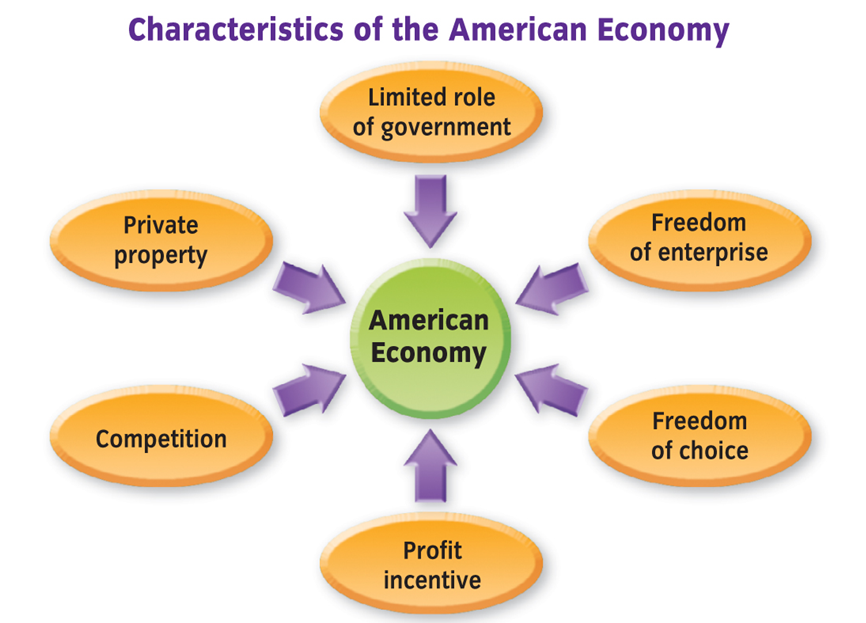 Characteristics of the American Economy
Limited role
of government
Private
property
Freedom
of enterprise
American
Economy
Competition
Freedom
of choice
Profit
incentive